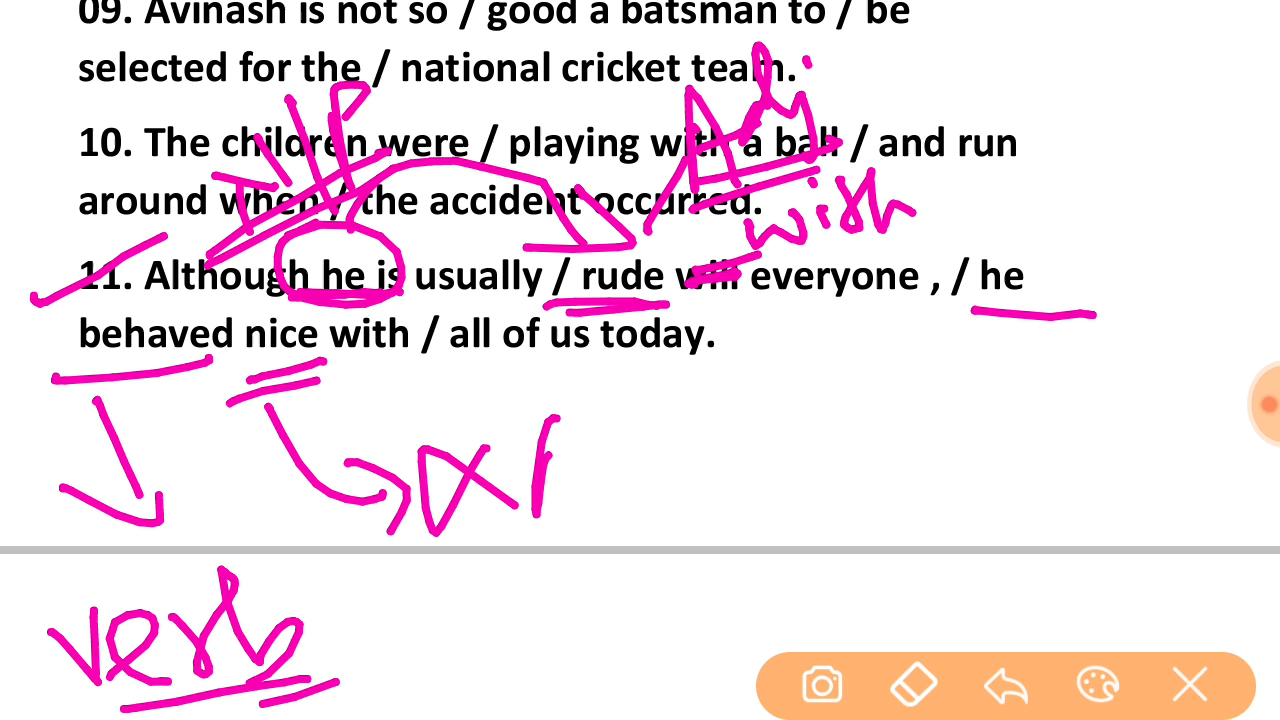 09. Avinash is not so / good a batsman to / be
selected for the / national cricket team.
10. The children were / playing with a ball / and run
around when / the accident occurred.
Adj.
with
11. Although he is usually / rude will everyone , / he
behaved nice with / all of us today.
verb